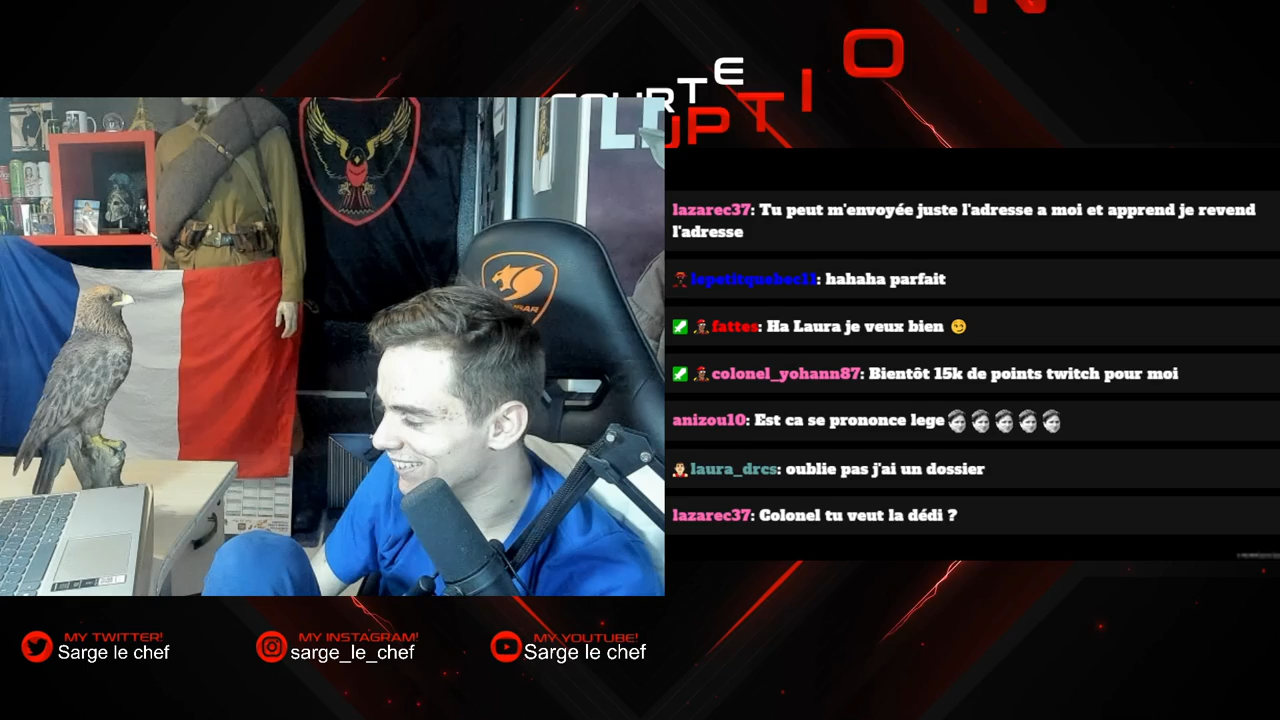 E
RT
N
O
I
T
UP
lazarec37: Tu peut m'envoyée juste l'adresse a moi et apprend je revend
l'adresse
lepetitquebec11: hahaha parfait
fattes: Ha Laura je veux bien 😏
colonel_yohann87: Bientôt 15k de points twitch pour moi
anizou10: Est ca se prononce lege
laura_drcs: oublie pas j'ai un dossier
lazarec37: Colonel tu veut la dédi ?
MY TWITTER!
Sarge le chef
MY INSTAGRAM!
sarge_le_chef
MY YOUTUBE!
Sarge le chef